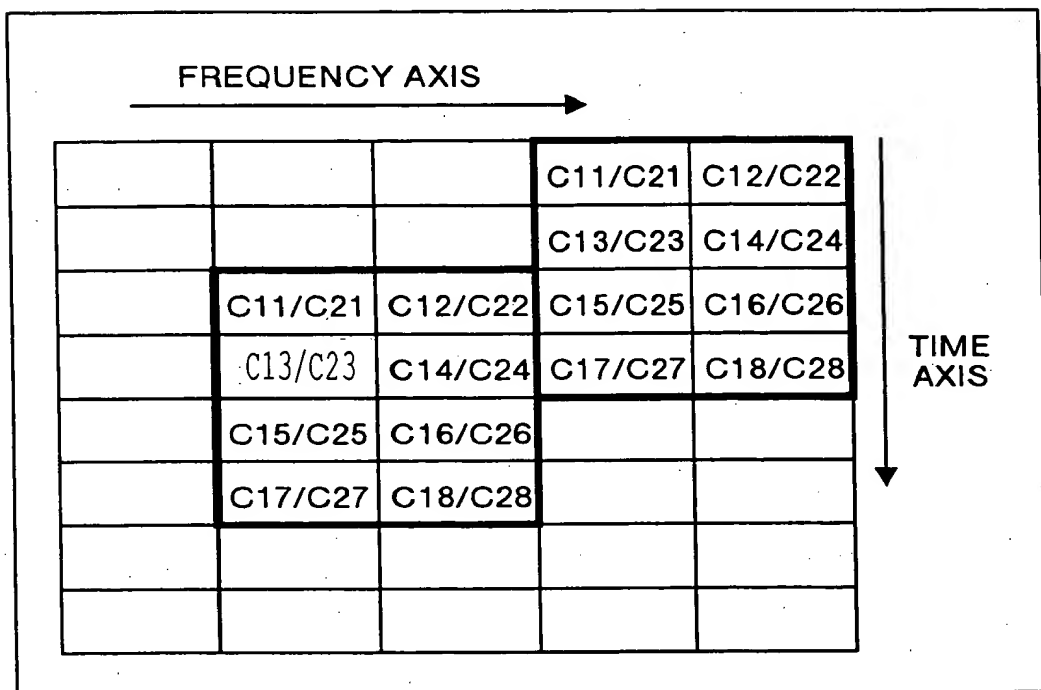 FREQUENCY AXIS
C11/C21 C12/C22
C13/C23 C14/C24
C11/C21 C12/C22 C15/C25 C16/C26
C13/C23 C14/C24 C17/C27 C18/C28
C15/C25 C16/C26
C17/C27 C18/C28
TIME
AXIS